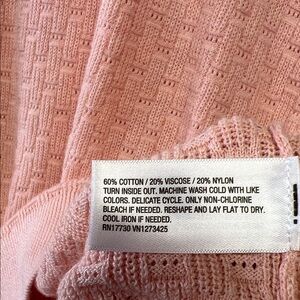 60% COTTON / 20% VISCOSE / 20% NYLON
TURN INSIDE OUT. MACHINE WASH COLD WITH LIKE
COLORS. DELICATE CYCLE. ONLY NON-CHLORINE
BLEACH IF NEEDED. RESHAPE AND LAY FLAT TO DRY.
COOL IRON IF NEEDED.
RN17730 VN1273425